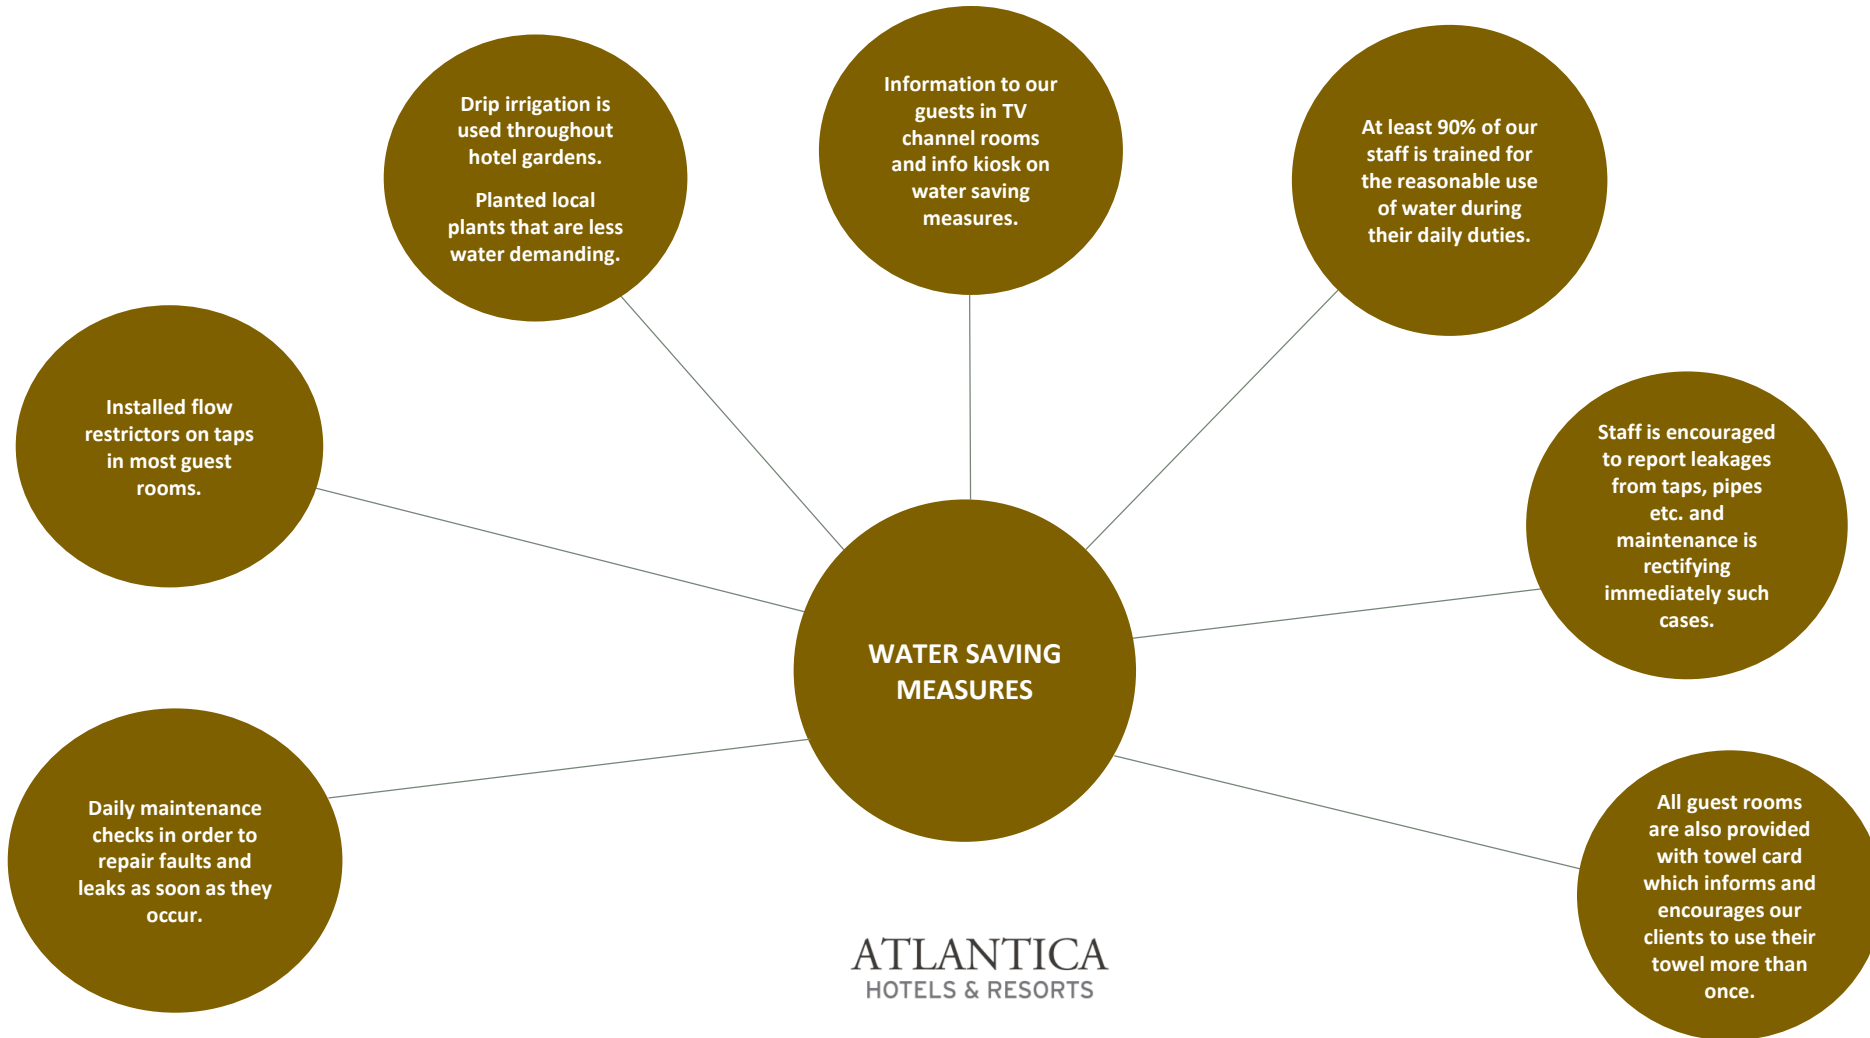 Drip irrigation is
used throughout
hotel gardens.
Planted local
plants that are less
water demanding.
Information to our
guests in TV
channel rooms
and info kiosk on
water saving
measures.
At least 90% of our
staff is trained for
the reasonable use
of water during
their daily duties.
Installed flow
restrictors on taps
in most guest
rooms.
Staff is encouraged
to report leakages
from taps, pipes
etc. and
maintenance is
rectifying
immediately such
cases.
WATER SAVING
MEASURES
Daily maintenance
checks in order to
repair faults and
leaks as soon as they
occur.
All guest rooms
are also provided
with towel card
which informs and
encourages our
clients to use their
towel more than
once.
ATLANTICA
HOTELS & RESORTS